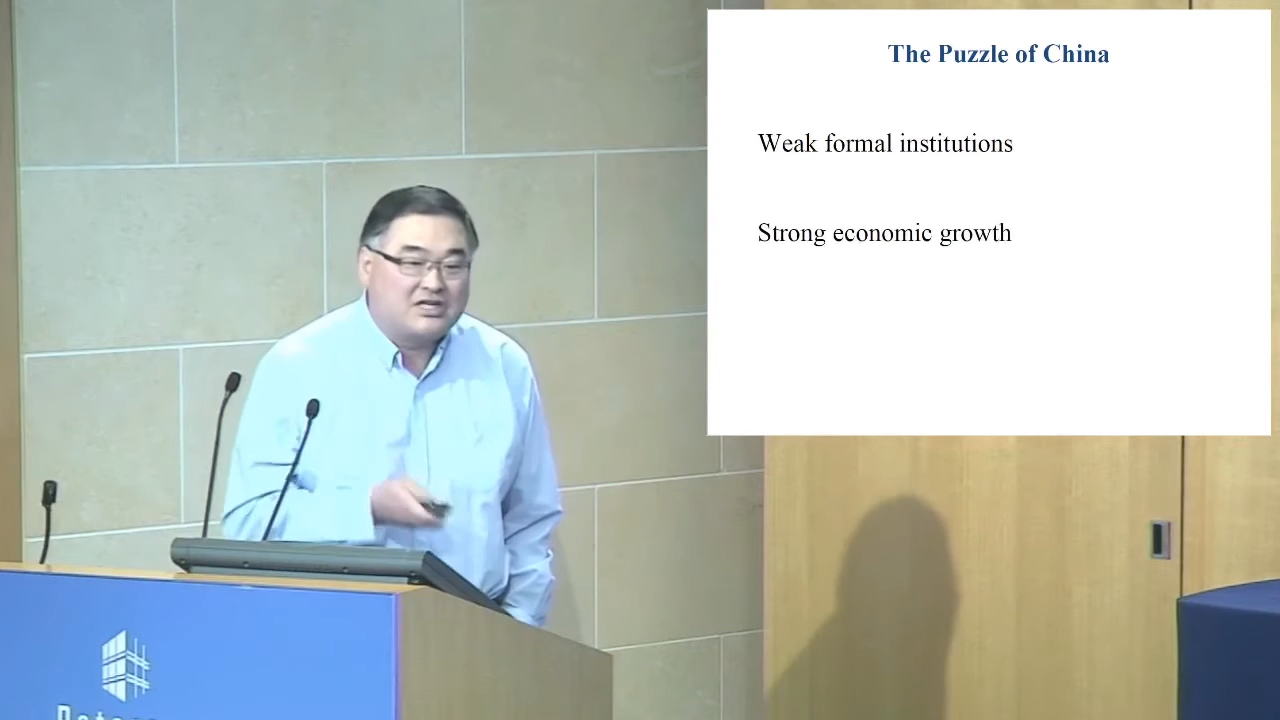 The Puzzle of China
Weak formal institutions
Strong economic growth